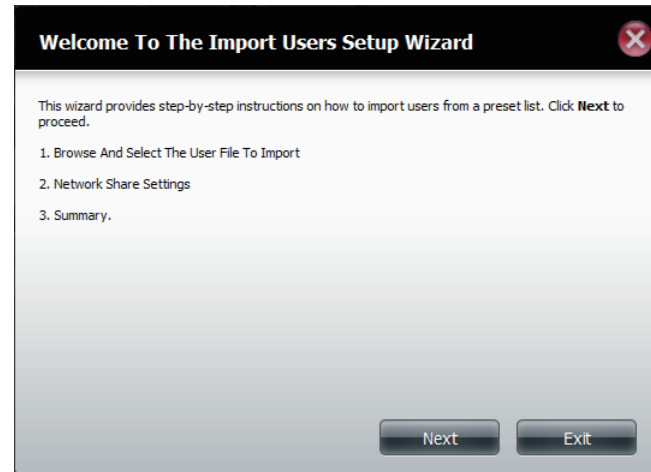 Welcome To The Import Users Setup Wizard
This wizard provides step-by-step instructions on how to import users from a preset list. Click Next to
proceed.
1. Browse And Select The User File To Import
2. Network Share Settings
3. Summary.
Next Exit